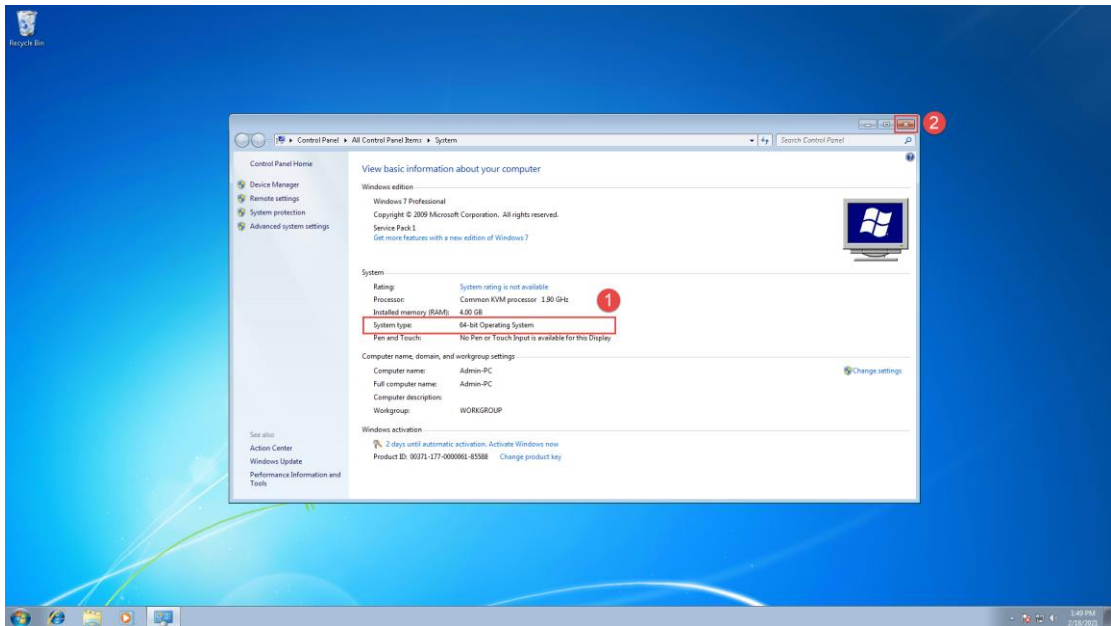 Recycle Bin
2
Control Panel ▸ All Control Panel Items ▸ System
Search Control Panel
Control Panel Home
Device Manager
Remote settings
System protection
Advanced system settings
See also
Action Center
Windows Update
Performance Information and
Tools
View basic information about your computer
Windows edition
Windows 7 Professional
Copyright © 2009 Microsoft Corporation. All rights reserved.
Service Pack 1
Get more features with a new edition of Windows 7
System
Rating: System rating is not available
Processor: Common KVM processor 1.90 GHz
1
Installed memory (RAM): 4.00 GB
System type: 64-bit Operating System
Pen and Touch: No Pen or Touch Input is available for this Display
Computer name, domain, and workgroup settings
Computer name: Admin-PC
Change settings
Full computer name: Admin-PC
Computer description:
Workgroup: WORKGROUP
Windows activation
2 days until automatic activation. Activate Windows now
Product ID: 00371-177-0000861-85588 Change product key
1:49 PM
2/18/2021